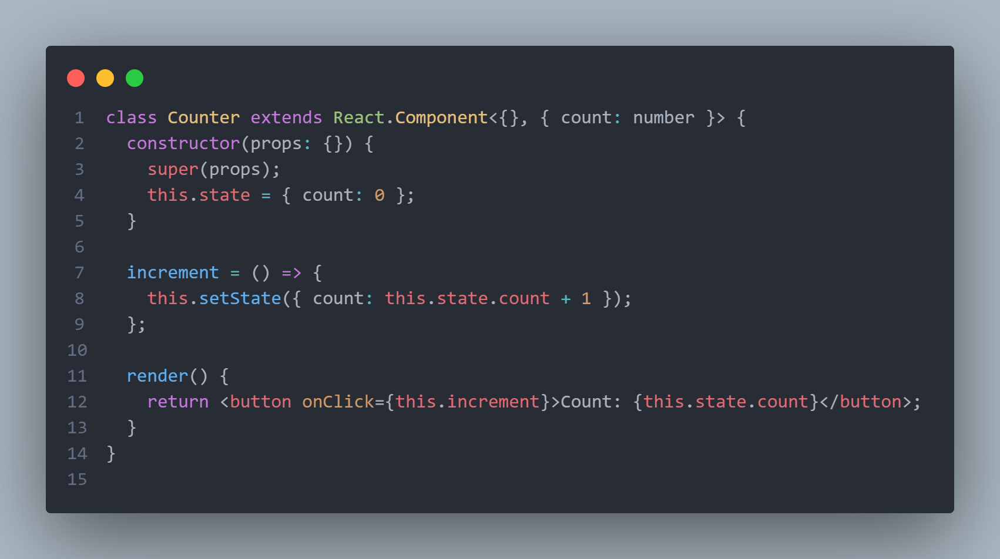 1 class Counter extends React.Component<{}, { count: number }> {
2   constructor(props: {}) {
3     super(props);
4     this.state = { count: 0 };
5   }
6
7   increment = () => {
8     this.setState({ count: this.state.count + 1 });
9   };
10
11   render() {
12     return <button onClick={this.increment}>Count: {this.state.count}</button>;
13   }
14 }
15